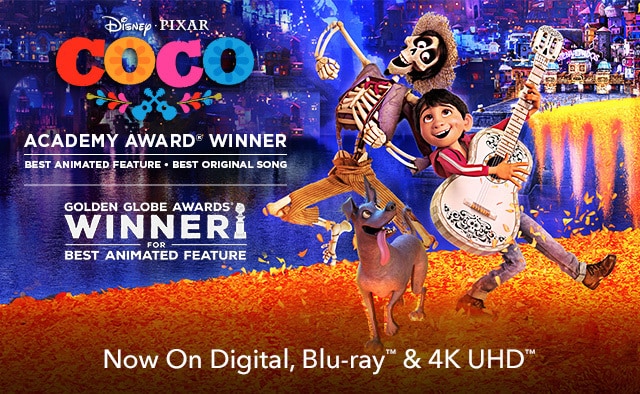 Disney · PIXAR
COCO
ACADEMY AWARD® WINNER
BEST ANIMATED FEATURE • BEST ORIGINAL SONG
GOLDEN GLOBE AWARDS®
WINNER
FOR
BEST ANIMATED FEATURE
Now On Digital, Blu-ray™ & 4K UHD™